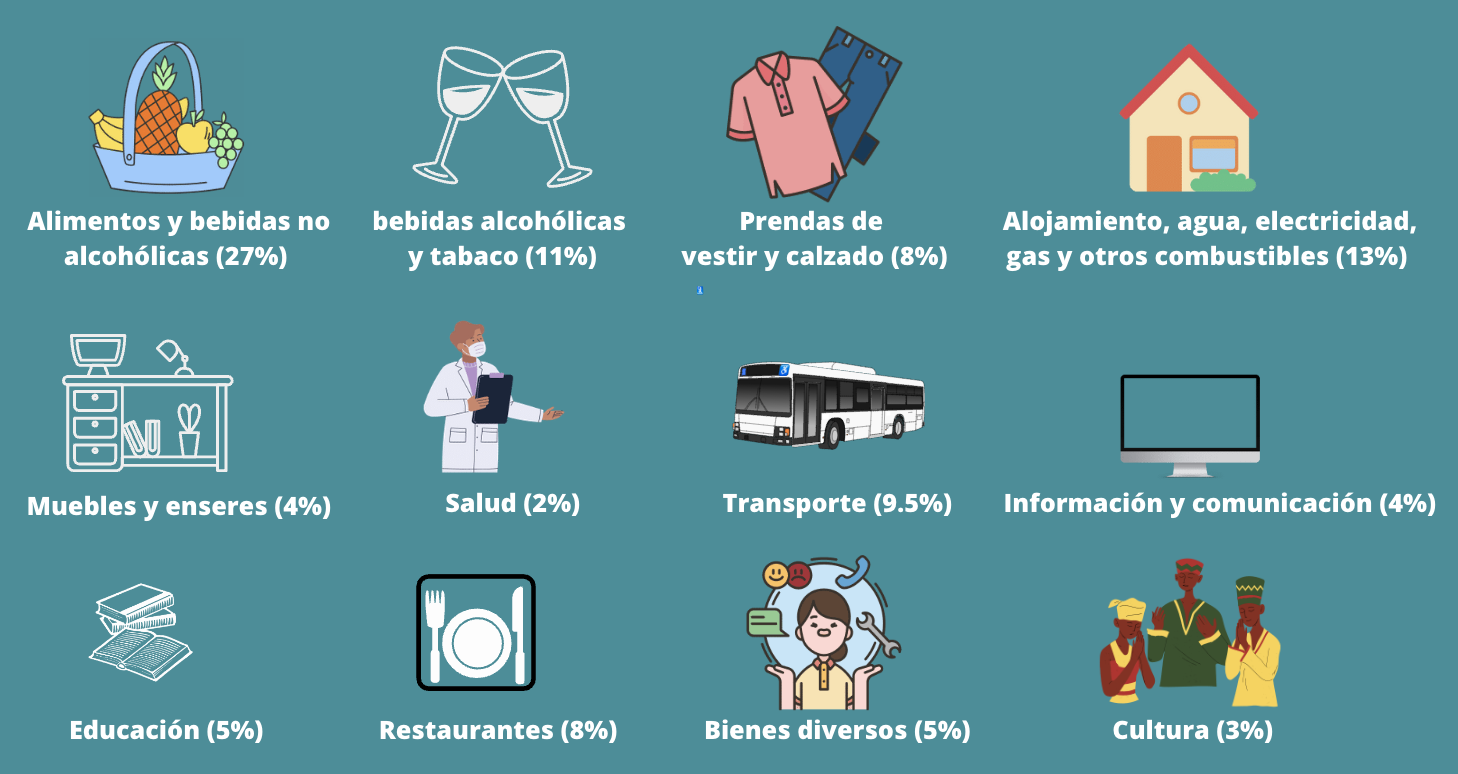 Alimentos y bebidas no
alcohólicas (27%)
bebidas alcohólicas
y tabaco (11%)
Prendas de
vestir y calzado (8%)
Alojamiento, agua, electricidad,
gas y otros combustibles (13%)
Muebles y enseres (4%)
Salud (2%)
Transporte (9.5%)
Información y comunicación (4%)
Educación (5%)
Restaurantes (8%)
Bienes diversos (5%)
Cultura (3%)